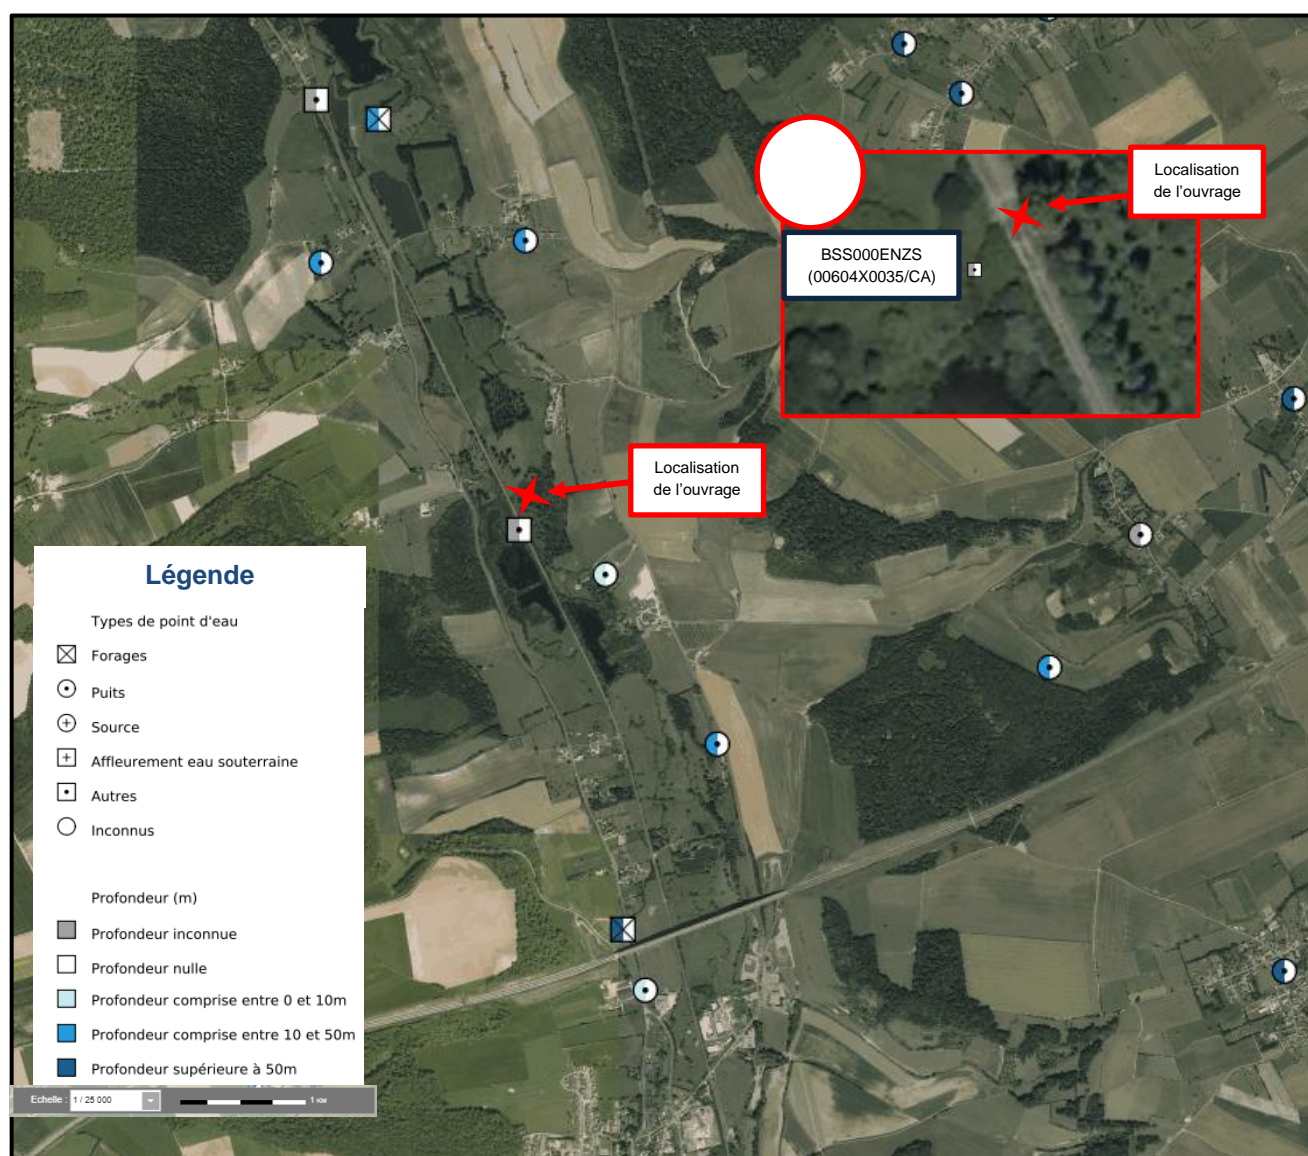 Localisation
de l’ouvrage
BSS000ENZS
(00604X0035/CA)
Localisation
de l’ouvrage
Légende
Types de point d'eau
Forages
Puits
Source
Affleurement eau souterraine
Autres
Inconnus
Profondeur (m)
Profondeur inconnue
Profondeur nulle
Profondeur comprise entre 0 et 10m
Profondeur comprise entre 10 et 50m
Profondeur supérieure à 50m
Echelle : 1 / 25 000 1 KM